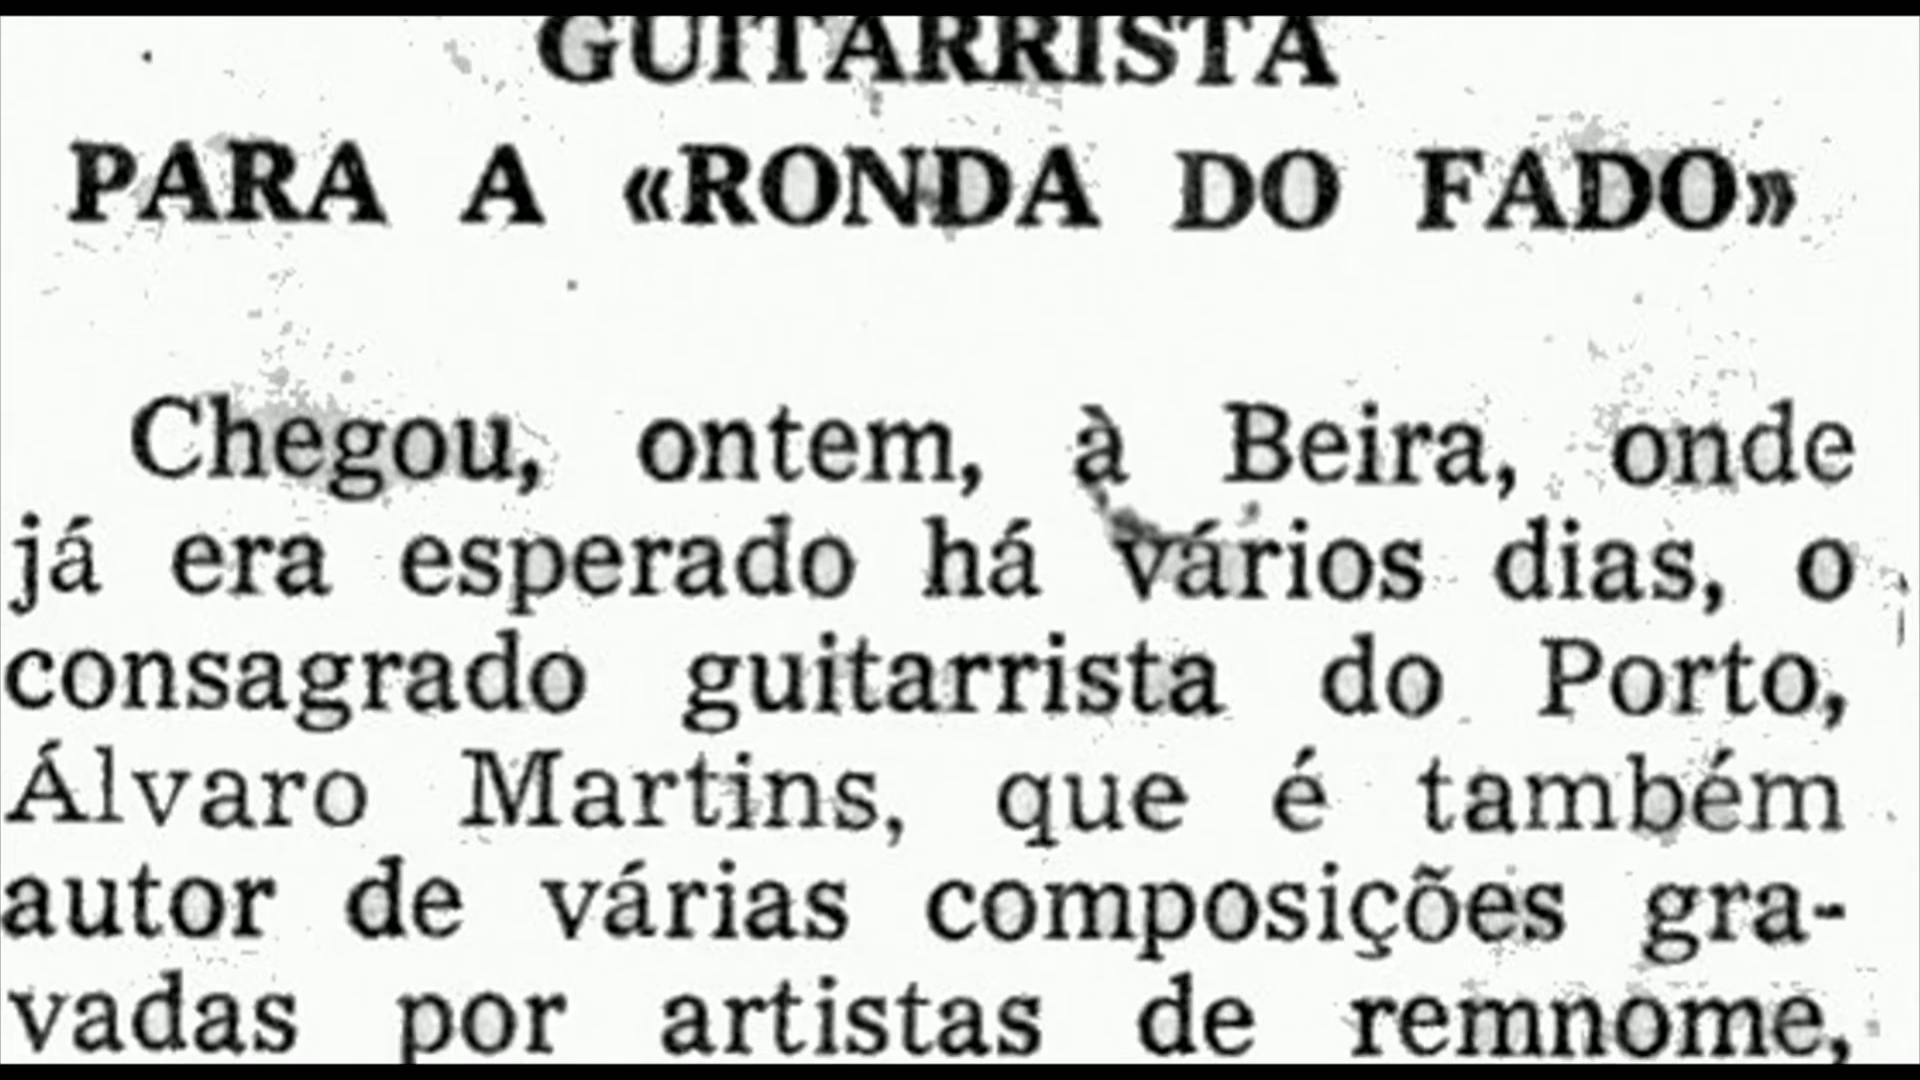 GUITARRISTA
PARA A «RONDA DO FADO»
Chegou, ontem, à Beira, onde
já era esperado há vários dias, o
consagrado guitarrista do Porto,
Álvaro Martins, que é também
autor de várias composições gra-
vadas por artistas de remnome,